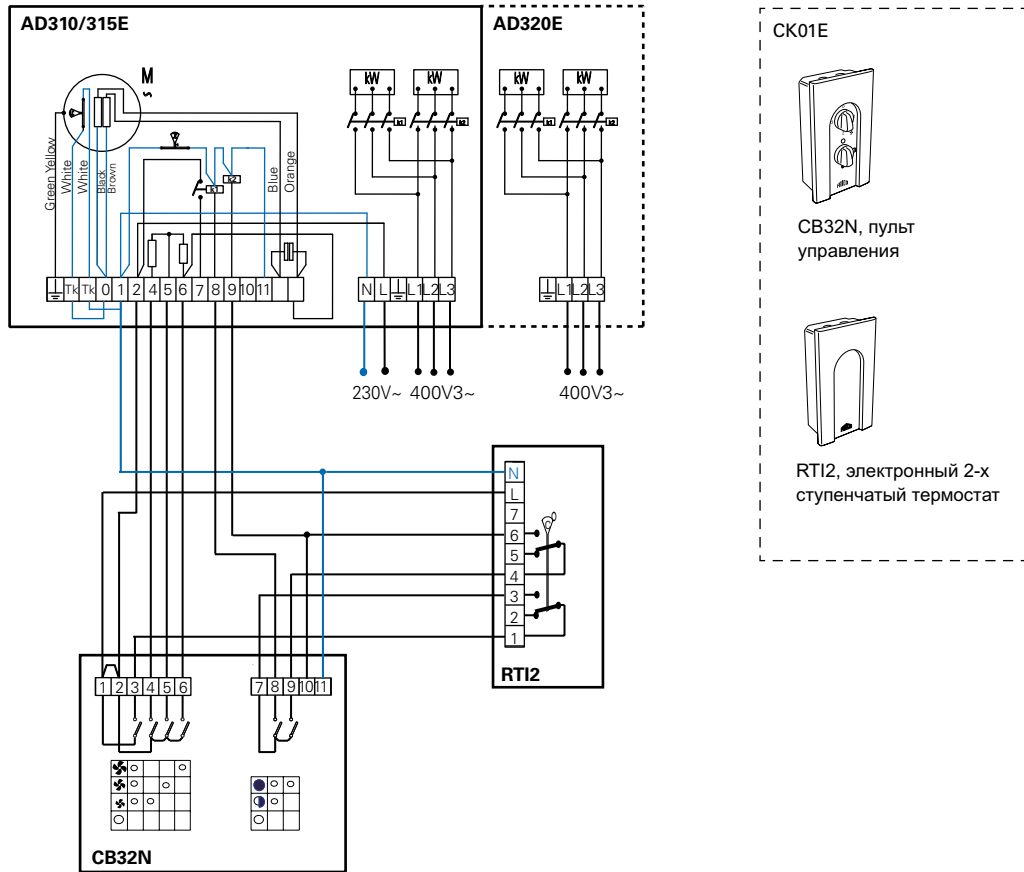 AD310/315E
AD320E
CK01E
M
kW kW kW kW
k1 k2 k1 k2
k1 k2
Green Yellow
White
White
Black
Brown
Blue
Orange
Tk Tk 0 1 2 4 5 6 7 8 9 10 11
N L L1 L2 L3
L1 L2 L3
230V~ 400V3~
400V3~
CB32N, пульт
управления
RTI2, электронный 2-х
ступенчатый термостат
N
L
7
6
5
4
3
2
1
RTI2
1 2 3 4 5 6
7 8 9 10 11
CB32N